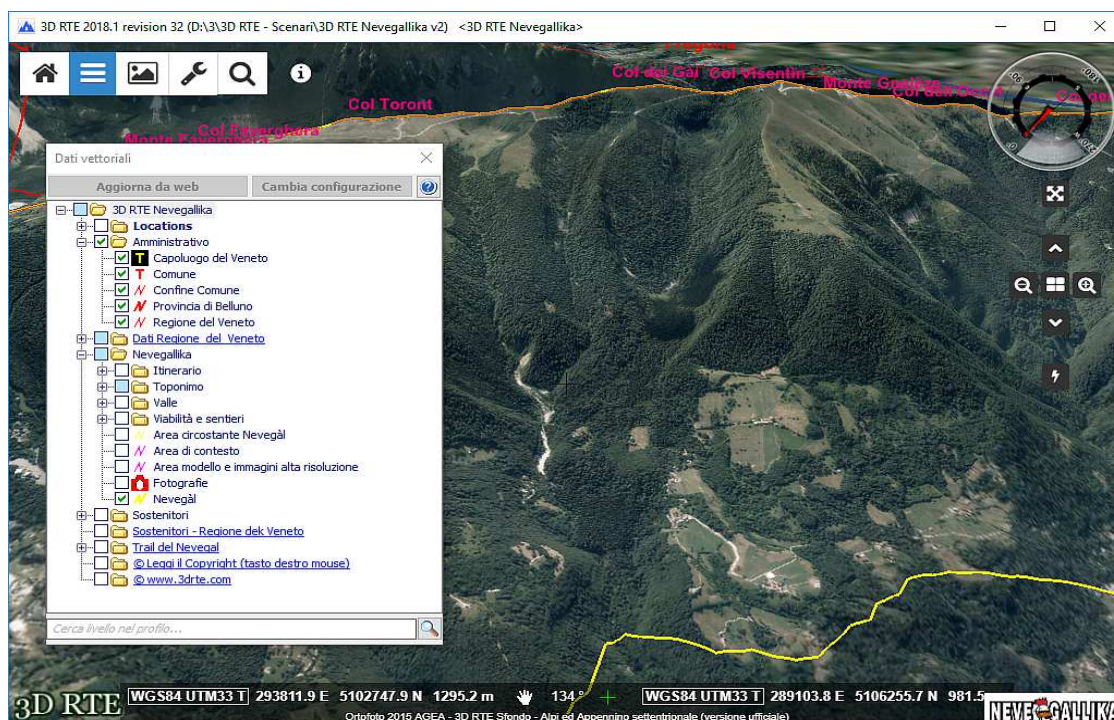 3D RTE 2018.1 revision 32 (D:\3\3D RTE - Scenari\3D RTE Nevegallika v2) <3D RTE Nevegallika>
Col dei Gai Col Visentin
Col Toront
Col Faverghera
Monte Faverghera
Dati vettoriali
Aggiorna da web Cambia configurazione
3D RTE Nevegallika
Locations
Amministrativo
T Capoluogo del Veneto
T Comune
Confine Comune
Provincia di Belluno
Regione del Veneto
Dati Regione del Veneto
Nevegallika
Itinerario
Toponimo
Valle
Viabilità e sentieri
Area circostante Nevegàl
Area di contesto
Area modello e immagini alta risoluzione
Fotografie
Nevegàl
Sostenitori
Sostenitori - Regione dek Veneto
Trail del Nevegal
© Leggi il Copyright (tasto destro mouse)
© www.3drte.com
Cerca livello nel profilo...
3D RTE
WGS84 UTM33 T 293811.9 E 5102747.9 N 1295.2 m 134° WGS84 UTM33 T 289103.8 E 5106255.7 N 981.5
Ortofoto 2015 AGEA - 3D RTE Sfondo - Alpi ed Appennino settentrionale (versione ufficiale)
NEVEGALLIKA